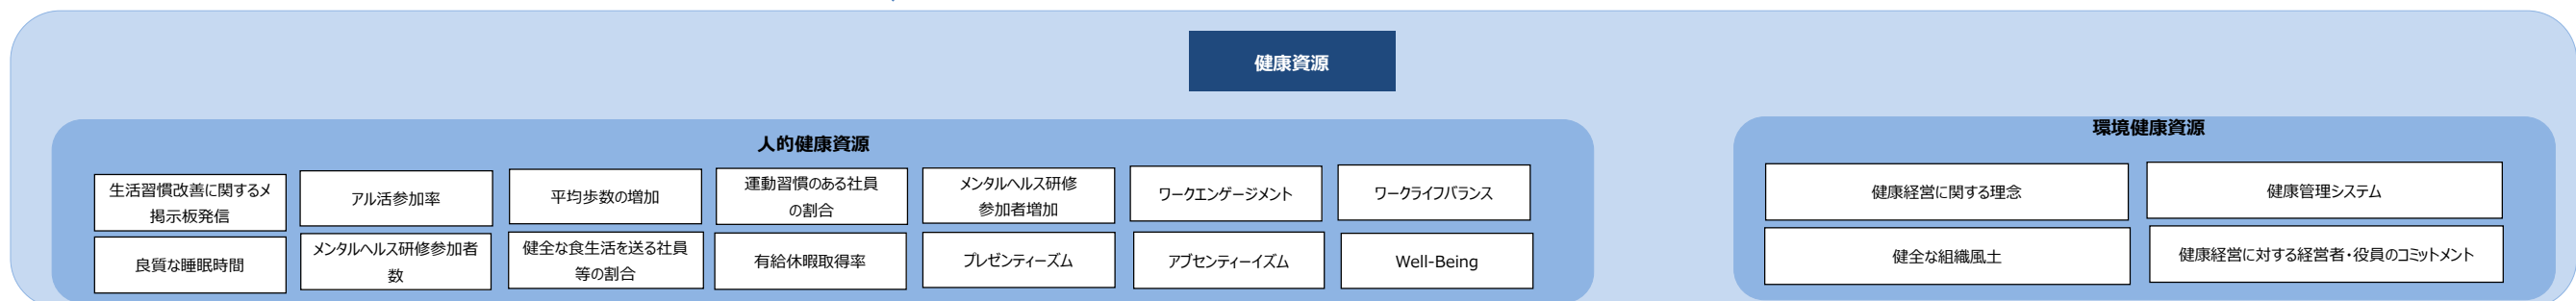 健康資源
人的健康資源
生活習慣改善に関するメ
掲示板発信
アル活参加率
平均歩数の増加
運動習慣のある社員
の割合
メンタルヘルス研修
参加者増加
ワークエンゲージメント
ワークライフバランス
良質な睡眠時間
メンタルヘルス研修参加者
数
健全な食生活を送る社員
等の割合
有給休暇取得率
プレゼンティーズム
アブセンティーイズム
Well-Being
環境健康資源
健康経営に関する理念
健康管理システム
健全な組織風土
健康経営に対する経営者・役員のコミットメント